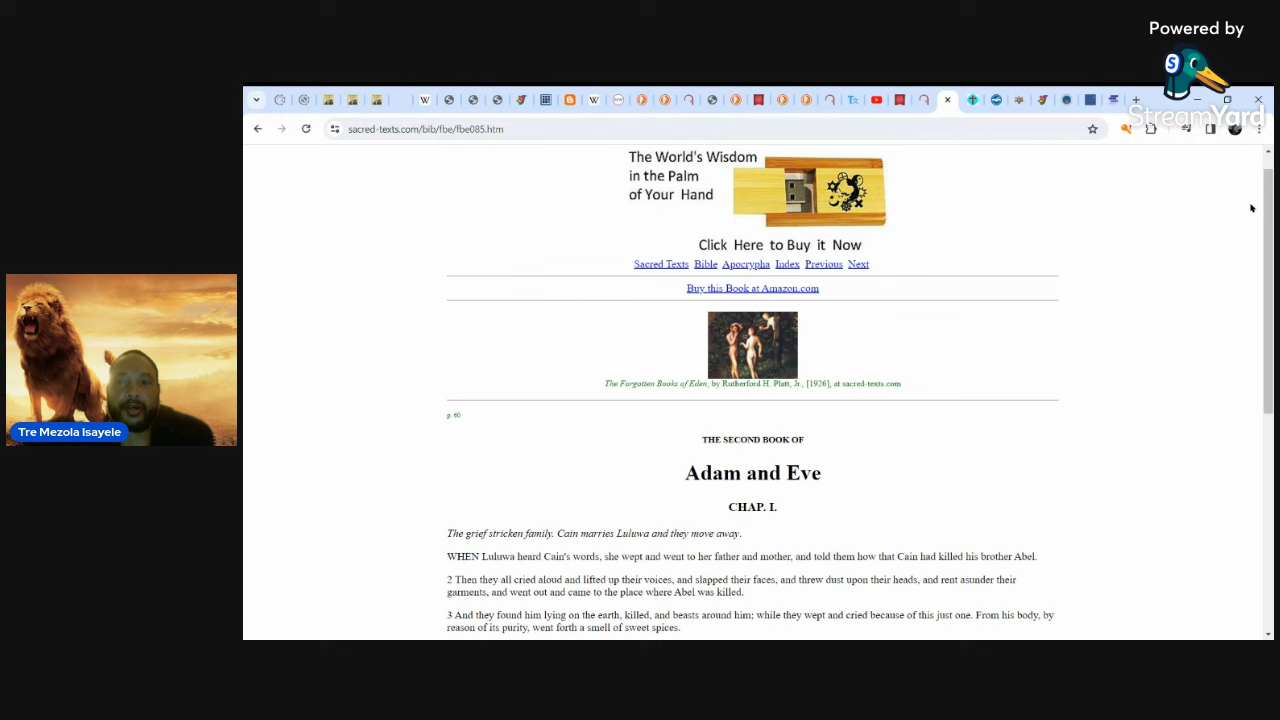 Powered by
StreamYard
sacred-texts.com/bib/fbe/fbe085.htm
The World's Wisdom
in the Palm
of Your Hand
Click Here to Buy it Now
Sacred Texts Bible Apocrypha Index Previous Next
Buy this Book at Amazon.com
The Forgotten Books of Eden, by Rutherford H. Platt, Jr., [1926], at sacred-texts.com
p. 60
THE SECOND BOOK OF
Adam and Eve
CHAP. I.
The grief stricken family. Cain marries Luluwa and they move away.
WHEN Luluwa heard Cain's words, she wept and went to her father and mother, and told them how that Cain had killed his brother Abel.
2 Then they all cried aloud and lifted up their voices, and slapped their faces, and threw dust upon their heads, and rent asunder their
garments, and went out and came to the place where Abel was killed.
3 And they found him lying on the earth, killed, and beasts around him; while they wept and cried because of this just one. From his body, by
reason of its purity, went forth a smell of sweet spices.
Tre Mezola Isayele